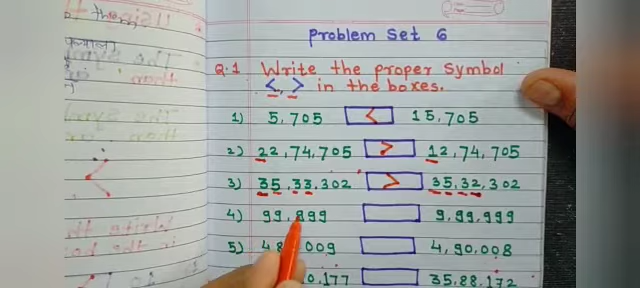 Problem Set 6
Q.1 Write the proper Symbol
<, > in the boxes.
1) 5,705 < 15,705
2) 22,74,705 > 12,74,705
3) 35,33,302 > 35,32,302
4) 99,899 9,99,999
5) 4,90,008
35,88,172